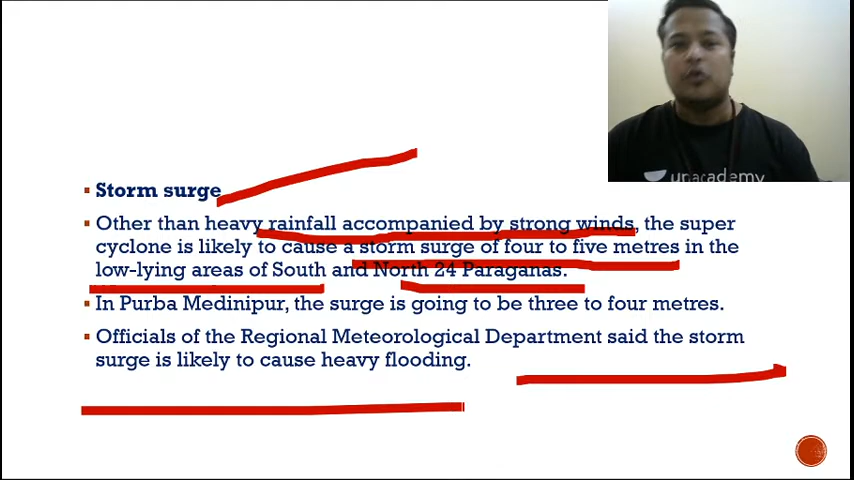 Storm surge
Other than heavy rainfall accompanied by strong winds, the super
cyclone is likely to cause a storm surge of four to five metres in the
low-lying areas of South and North 24 Paraganas.
In Purba Medinipur, the surge is going to be three to four metres.
Officials of the Regional Meteorological Department said the storm
surge is likely to cause heavy flooding.
unacademy